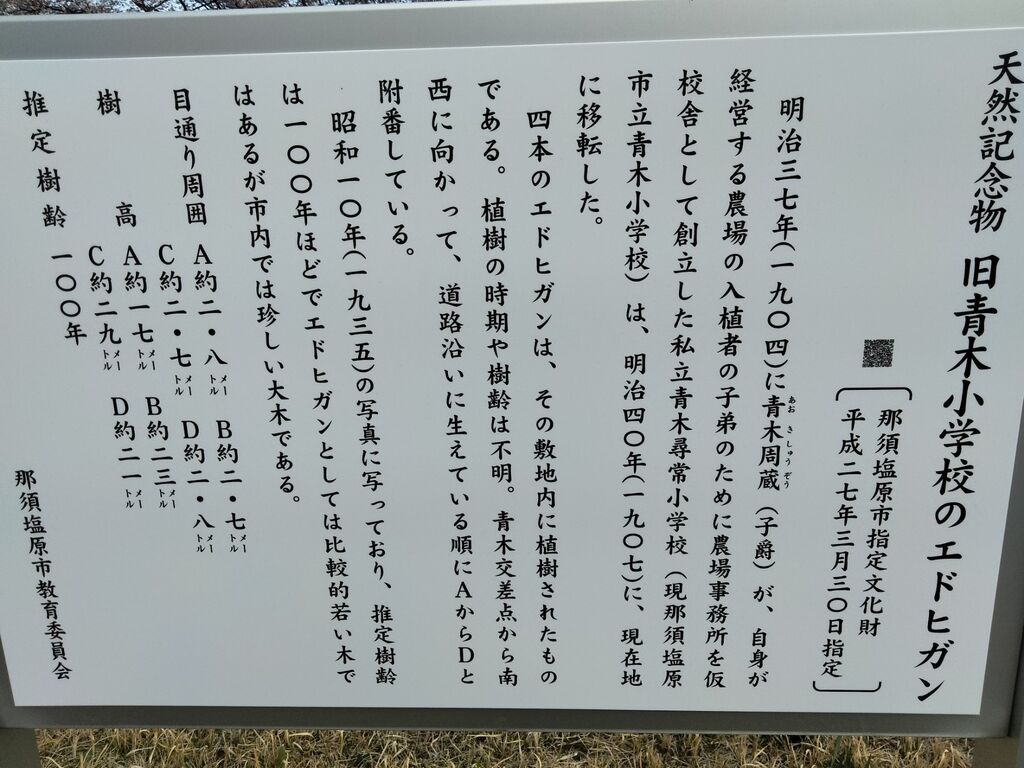 天然記念物 旧青木小学校のエドヒガン
那須塩原市指定文化財
平成二七年三月三〇日指定
明治三七年(一九〇四)に青木周蔵(子爵)が、自身が
あお き しゅう ぞう
経営する農場の入植者の子弟のために農場事務所を仮
校舎として創立した私立青木尋常小学校(現那須塩原
市立青木小学校)は、明治四〇年(一九〇七)に、現在地
に移転した。
四本のエドヒガンは、その敷地内に植樹されたもの
である。植樹の時期や樹齢は不明。青木交差点から南
西に向かって、道路沿いに生えている順にAからDと
附番している。
昭和一〇年(一九三五)の写真に写っており、推定樹齢
は一〇〇年ほどでエドヒガンとしては比較的若い木で
はあるが市内では珍しい大木である。
目通り周囲 A約二・八メートル B約二・七メートル
C約二・七メートル D約二・八メートル
樹高 A約一七メートル B約二三メートル
C約二九メートル D約二一メートル
推定樹齢 一〇〇年
那須塩原市教育委員会